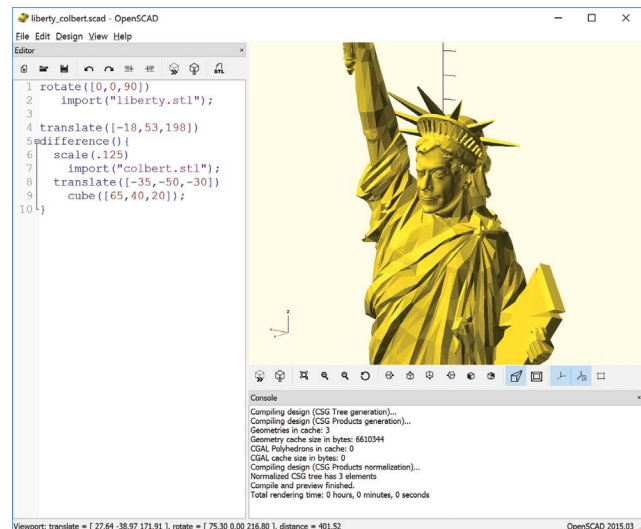 liberty_colbert.scad - OpenSCAD
File Edit Design View Help
Editor
STL
1 rotate([0,0,90])
2 import("liberty.stl");
3
4 translate([-18,53,198])
5 difference(){
6 scale(.125)
7 import("colbert.stl");
8 translate([-35,-50,-30])
9 cube([65,40,20]);
10 }
z
x
Console
Compiling design (CSG Tree generation)...
Compiling design (CSG Products generation)...
Geometries in cache: 3
Geometry cache size in bytes: 6610344
CGAL Polyhedrons in cache: 0
CGAL cache size in bytes: 0
Compiling design (CSG Products normalization)...
Normalized CSG tree has 3 elements
Compile and preview finished.
Total rendering time: 0 hours, 0 minutes, 0 seconds
Viewport: translate = [ 27.64 -38.97 171.91 ], rotate = [ 75.30 0.00 216.80 ], distance = 401.52
OpenSCAD 2015.03